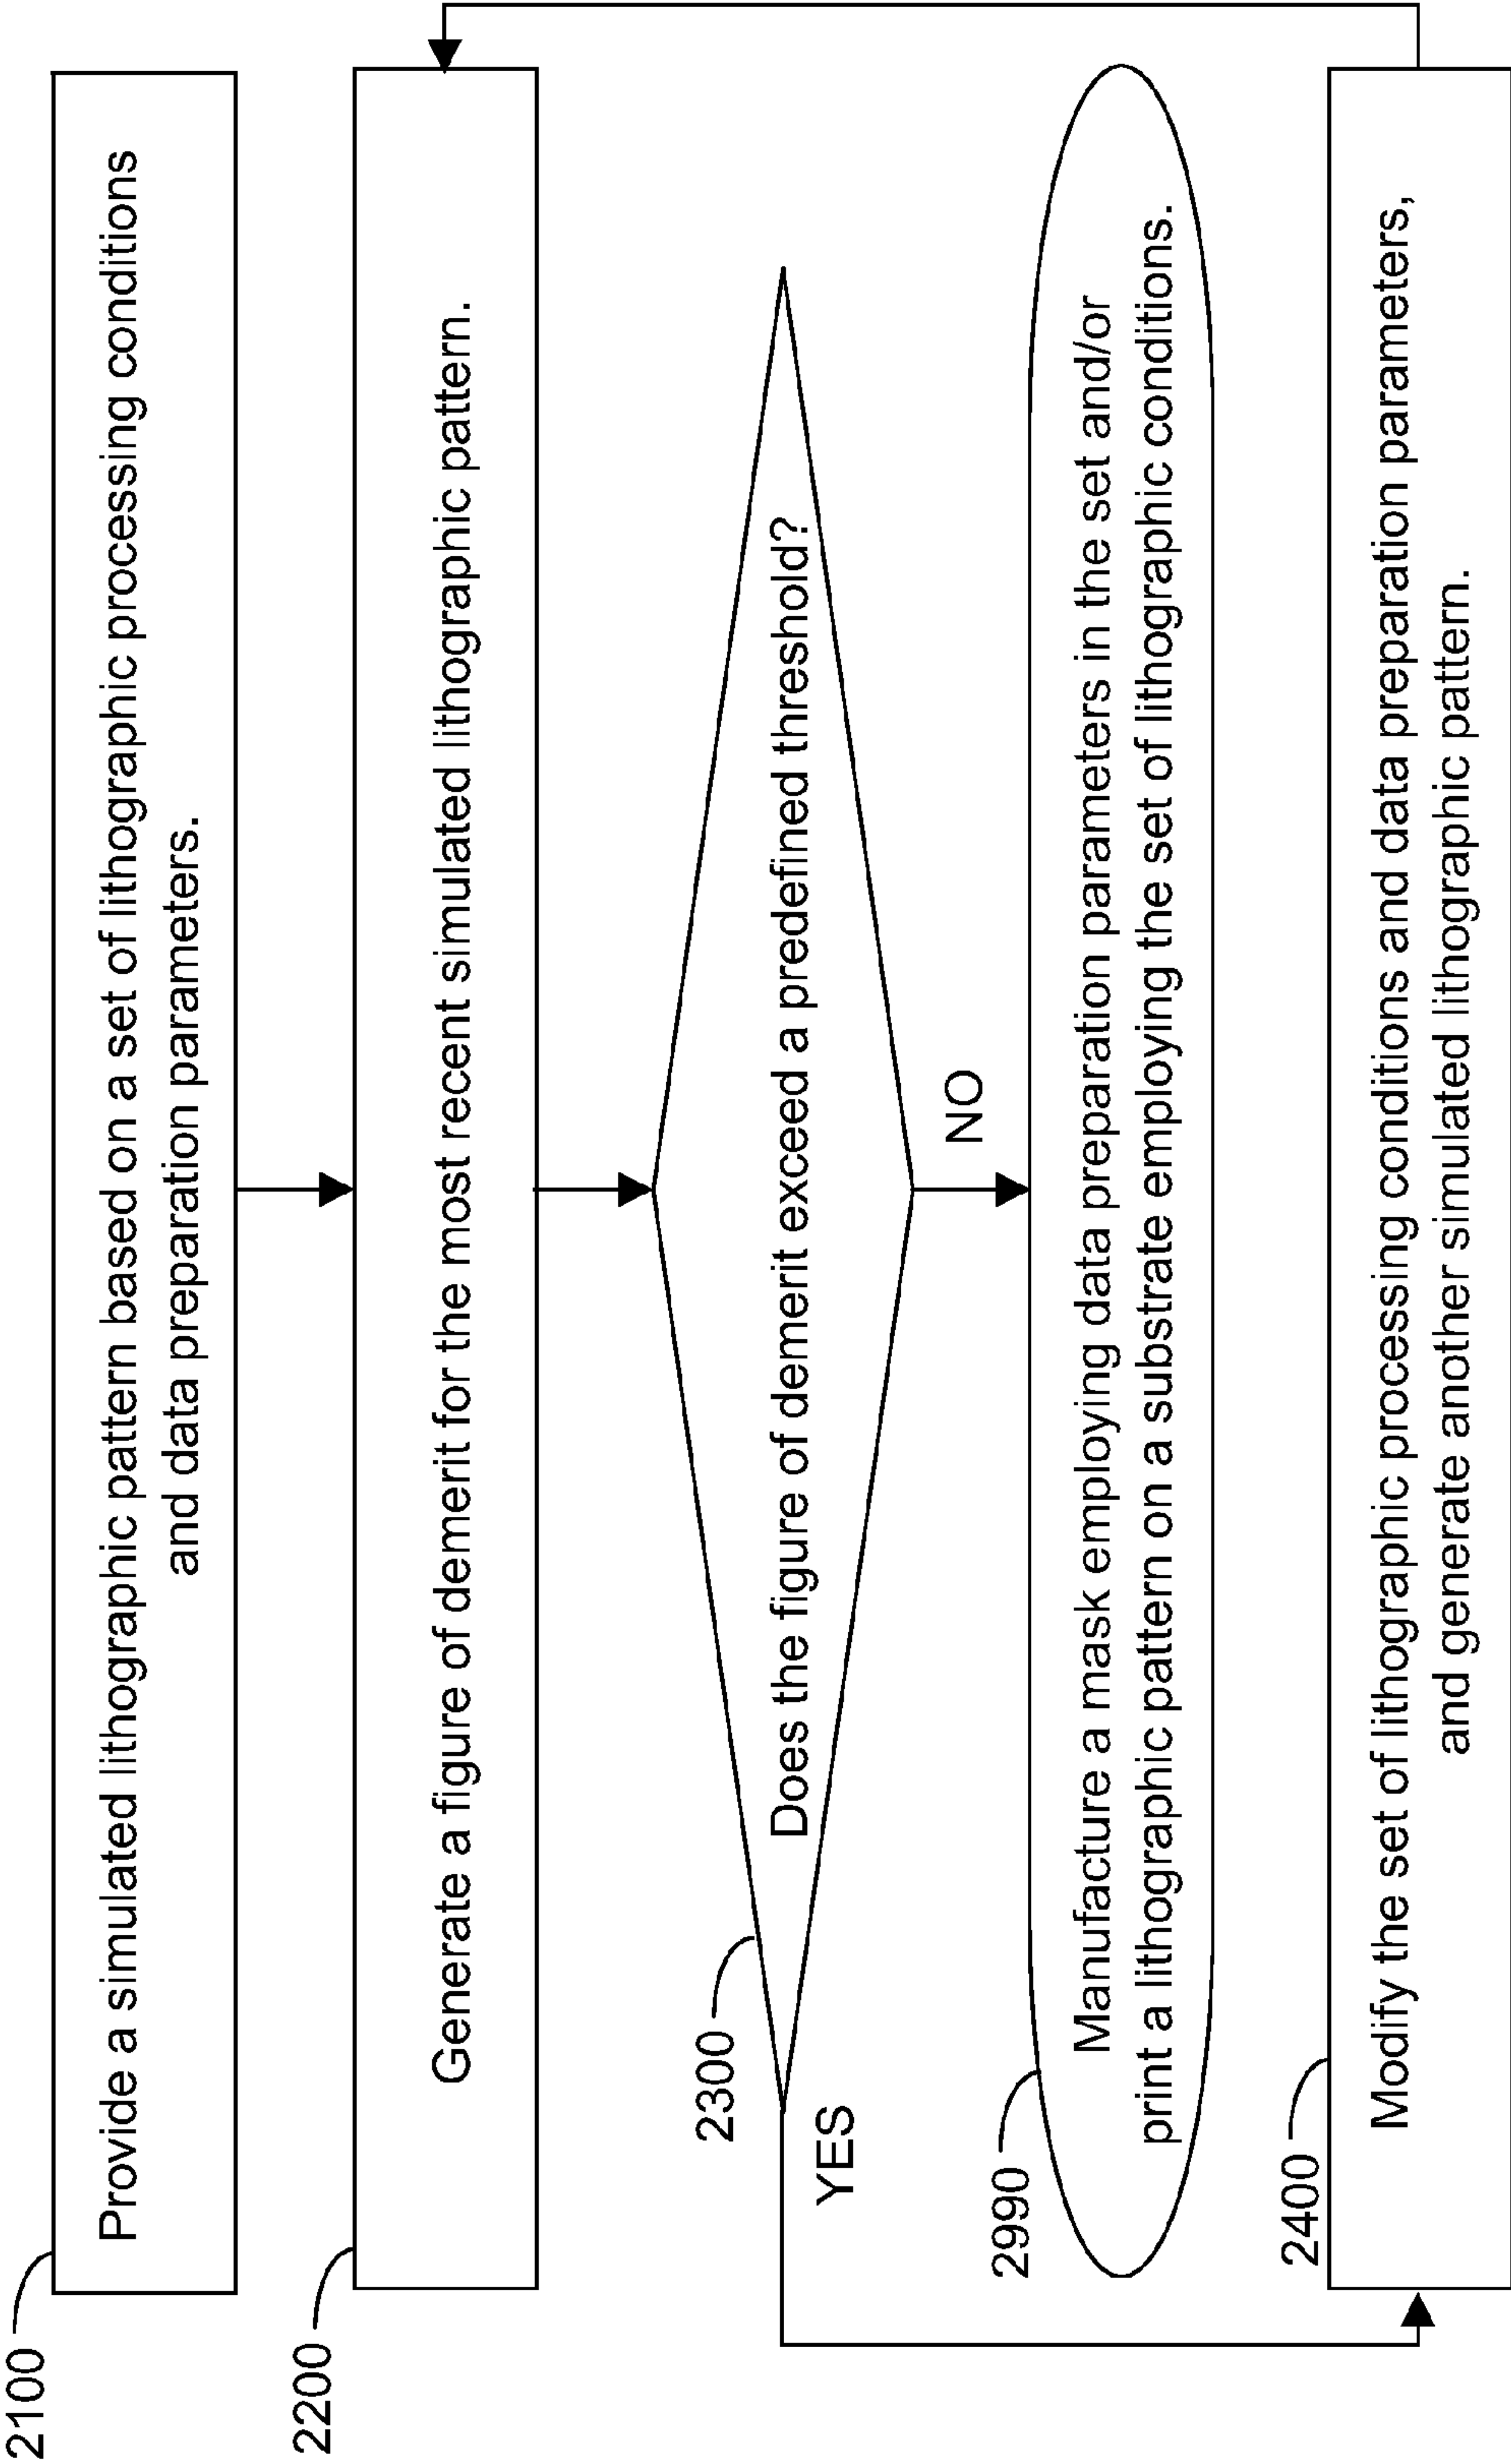 2100
Provide a simulated lithographic pattern based on a set of lithographic processing conditions
and data preparation parameters.
2200
Generate a figure of demerit for the most recent simulated lithographic pattern.
2300
Does the figure of demerit exceed a predefined threshold?
YES
NO
2990
Manufacture a mask employing data preparation parameters in the set and/or
print a lithographic pattern on a substrate employing the set of lithographic conditions.
2400
Modify the set of lithographic processing conditions and data preparation parameters,
and generate another simulated lithographic pattern.